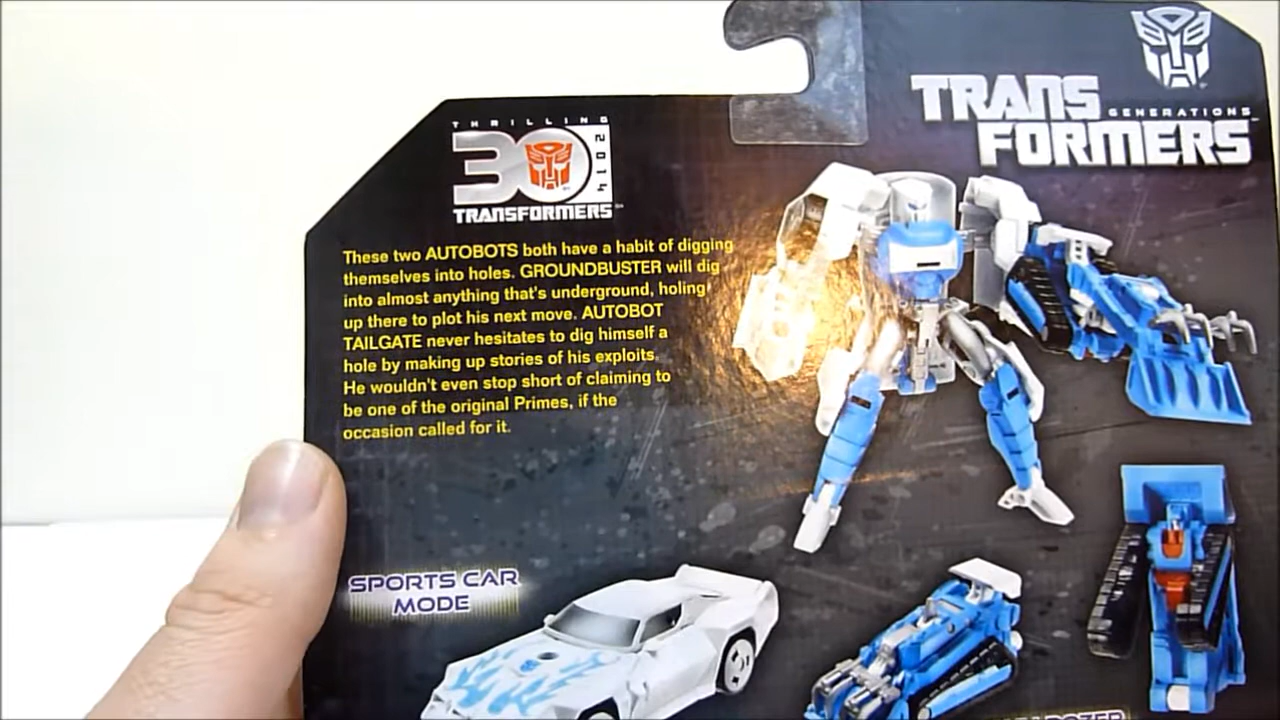 THRILLING
30
2014
TRANSFORMERS
TRANS
GENERATIONS
FORMERS
These two AUTOBOTS both have a habit of digging
themselves into holes. GROUNDBUSTER will dig
into almost anything that's underground, holing
up there to plot his next move. AUTOBOT
TAILGATE never hesitates to dig himself a
hole by making up stories of his exploits.
He wouldn't even stop short of claiming to
be one of the original Primes, if the
occasion called for it.
SPORTS CAR
MODE